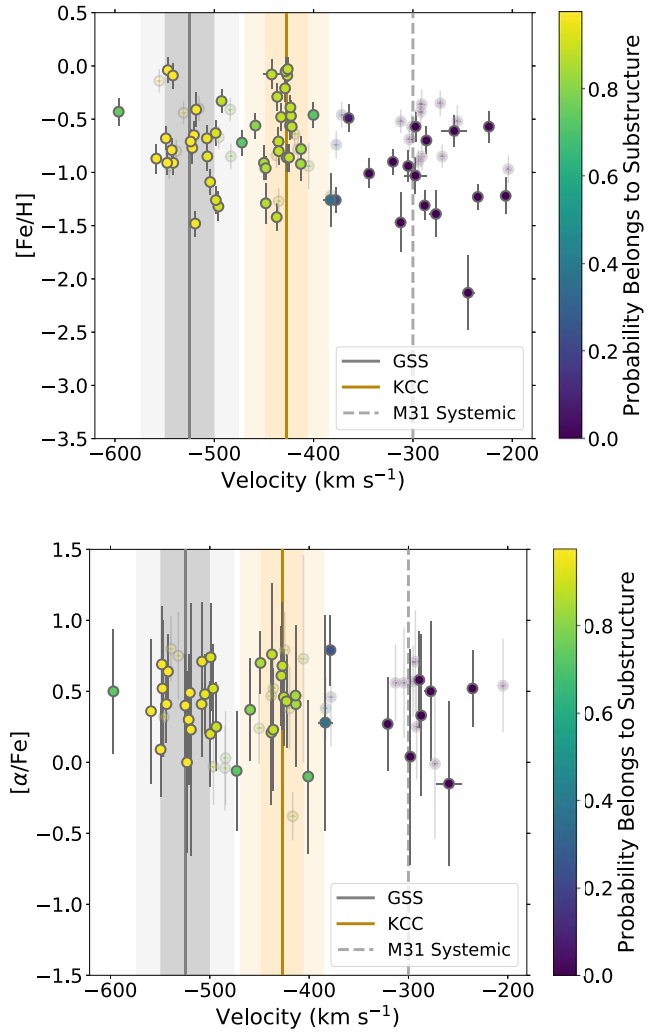 0.0
−0.5
−1.0
−1.5
−2.0
−2.5
−3.0
−3.5
[Fe/H]
−600
−500
−400
−300
−200
Velocity (km s⁻¹)
GSS
KCC
M31 Systemic
0.8
0.6
0.4
0.2
0.0
Probability Belongs to Substructure
1.5
1.0
0.5
0.0
−0.5
−1.0
−1.5
[α/Fe]
−600
−500
−400
−300
−200
Velocity (km s⁻¹)
GSS
KCC
M31 Systemic
0.8
0.6
0.4
0.2
0.0
Probability Belongs to Substructure